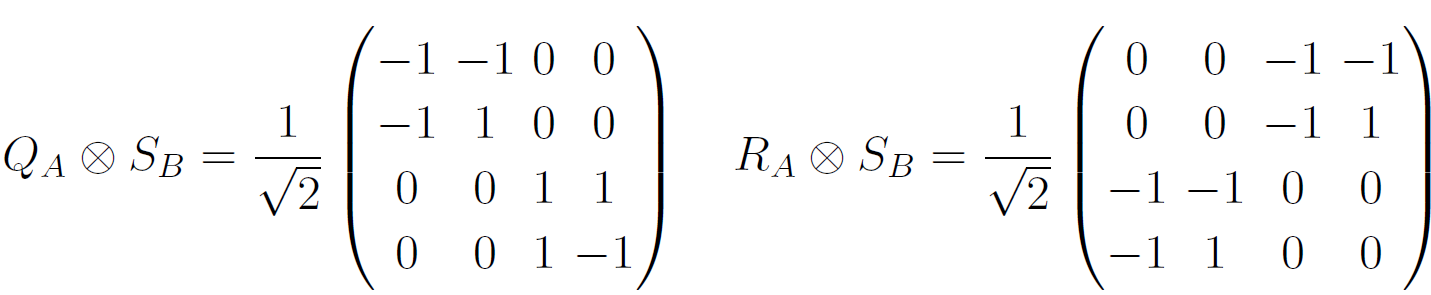 Q_A ⊗ S_B = 1/√2 ( −1 −1 0 0 ; −1 1 0 0 ; 0 0 1 1 ; 0 0 1 −1 )
R_A ⊗ S_B = 1/√2 ( 0 0 −1 −1 ; 0 0 −1 1 ; −1 −1 0 0 ; −1 1 0 0 )